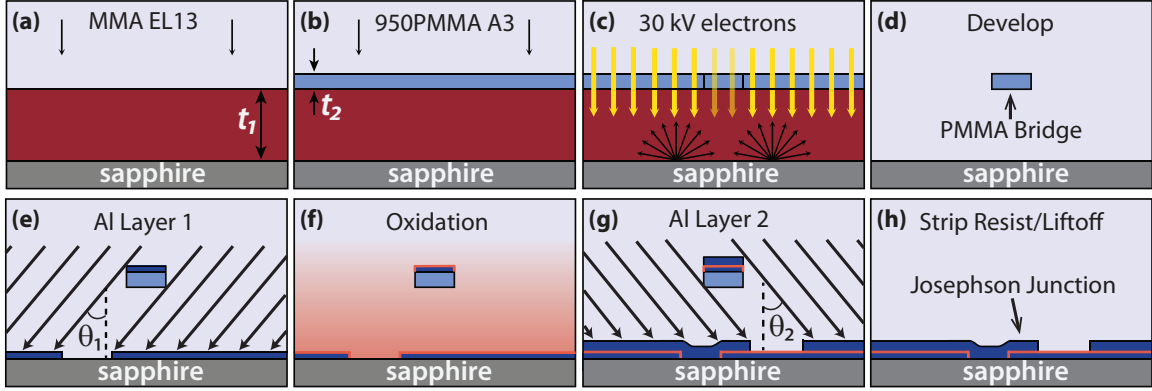 (a) MMA EL13
t1
sapphire
(b) 950PMMA A3
t2
sapphire
(c) 30 kV electrons
sapphire
(d) Develop
PMMA Bridge
sapphire
(e) Al Layer 1
θ1
sapphire
(f) Oxidation
sapphire
(g) Al Layer 2
θ2
sapphire
(h) Strip Resist/Liftoff
Josephson Junction
sapphire